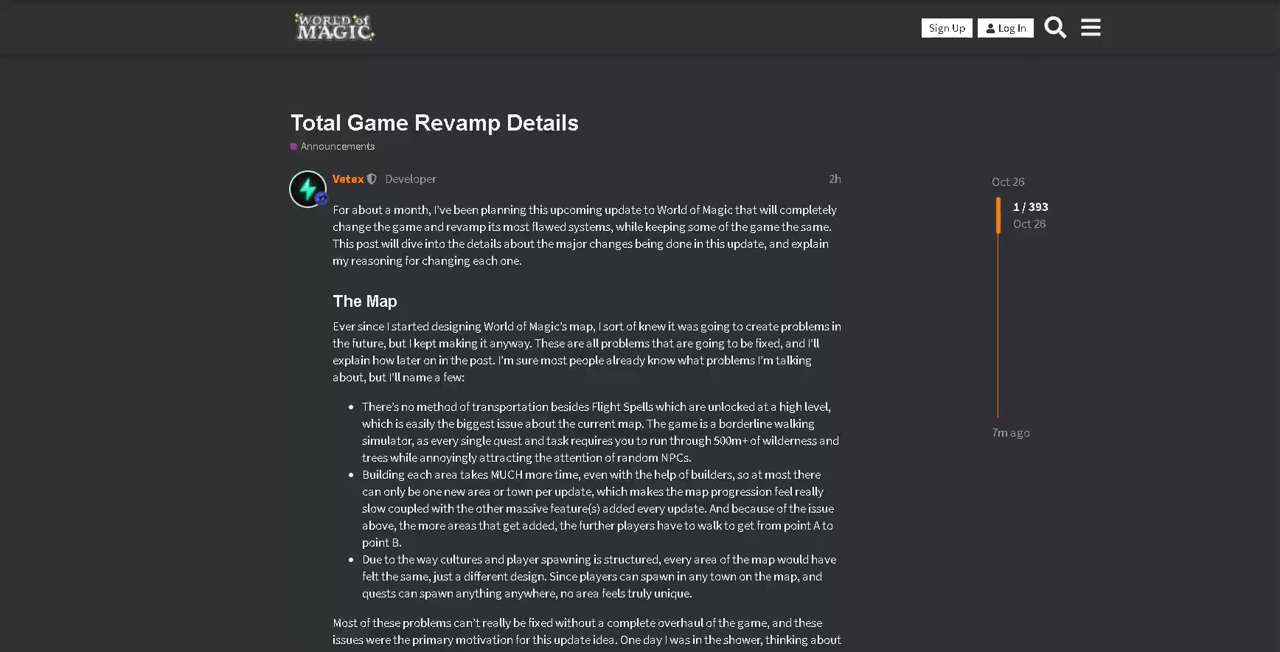 WORLD of
MAGIC
Sign Up
Log In
Total Game Revamp Details
Announcements
Vetex Developer 2h
For about a month, I've been planning this upcoming update to World of Magic that will completely
change the game and revamp its most flawed systems, while keeping some of the game the same.
This post will dive into the details about the major changes being done in this update, and explain
my reasoning for changing each one.
The Map
Ever since I started designing World of Magic's map, I sort of knew it was going to create problems in
the future, but I kept making it anyway. These are all problems that are going to be fixed, and I'll
explain how later on in the post. I'm sure most people already know what problems I'm talking
about, but I'll name a few:
• There's no method of transportation besides Flight Spells which are unlocked at a high level,
which is easily the biggest issue about the current map. The game is a borderline walking
simulator, as every single quest and task requires you to run through 500m+ of wilderness and
trees while annoyingly attracting the attention of random NPCs.
• Building each area takes MUCH more time, even with the help of builders, so at most there
can only be one new area or town per update, which makes the map progression feel really
slow coupled with the other massive feature(s) added every update. And because of the issue
above, the more areas that get added, the further players have to walk to get from point A to
point B.
• Due to the way cultures and player spawning is structured, every area of the map would have
felt the same, just a different design. Since players can spawn in any town on the map, and
quests can spawn anything anywhere, no area feels truly unique.
Most of these problems can't really be fixed without a complete overhaul of the game, and these
issues were the primary motivation for this update idea. One day I was in the shower, thinking about
Oct 26
1 / 393
Oct 26
7m ago